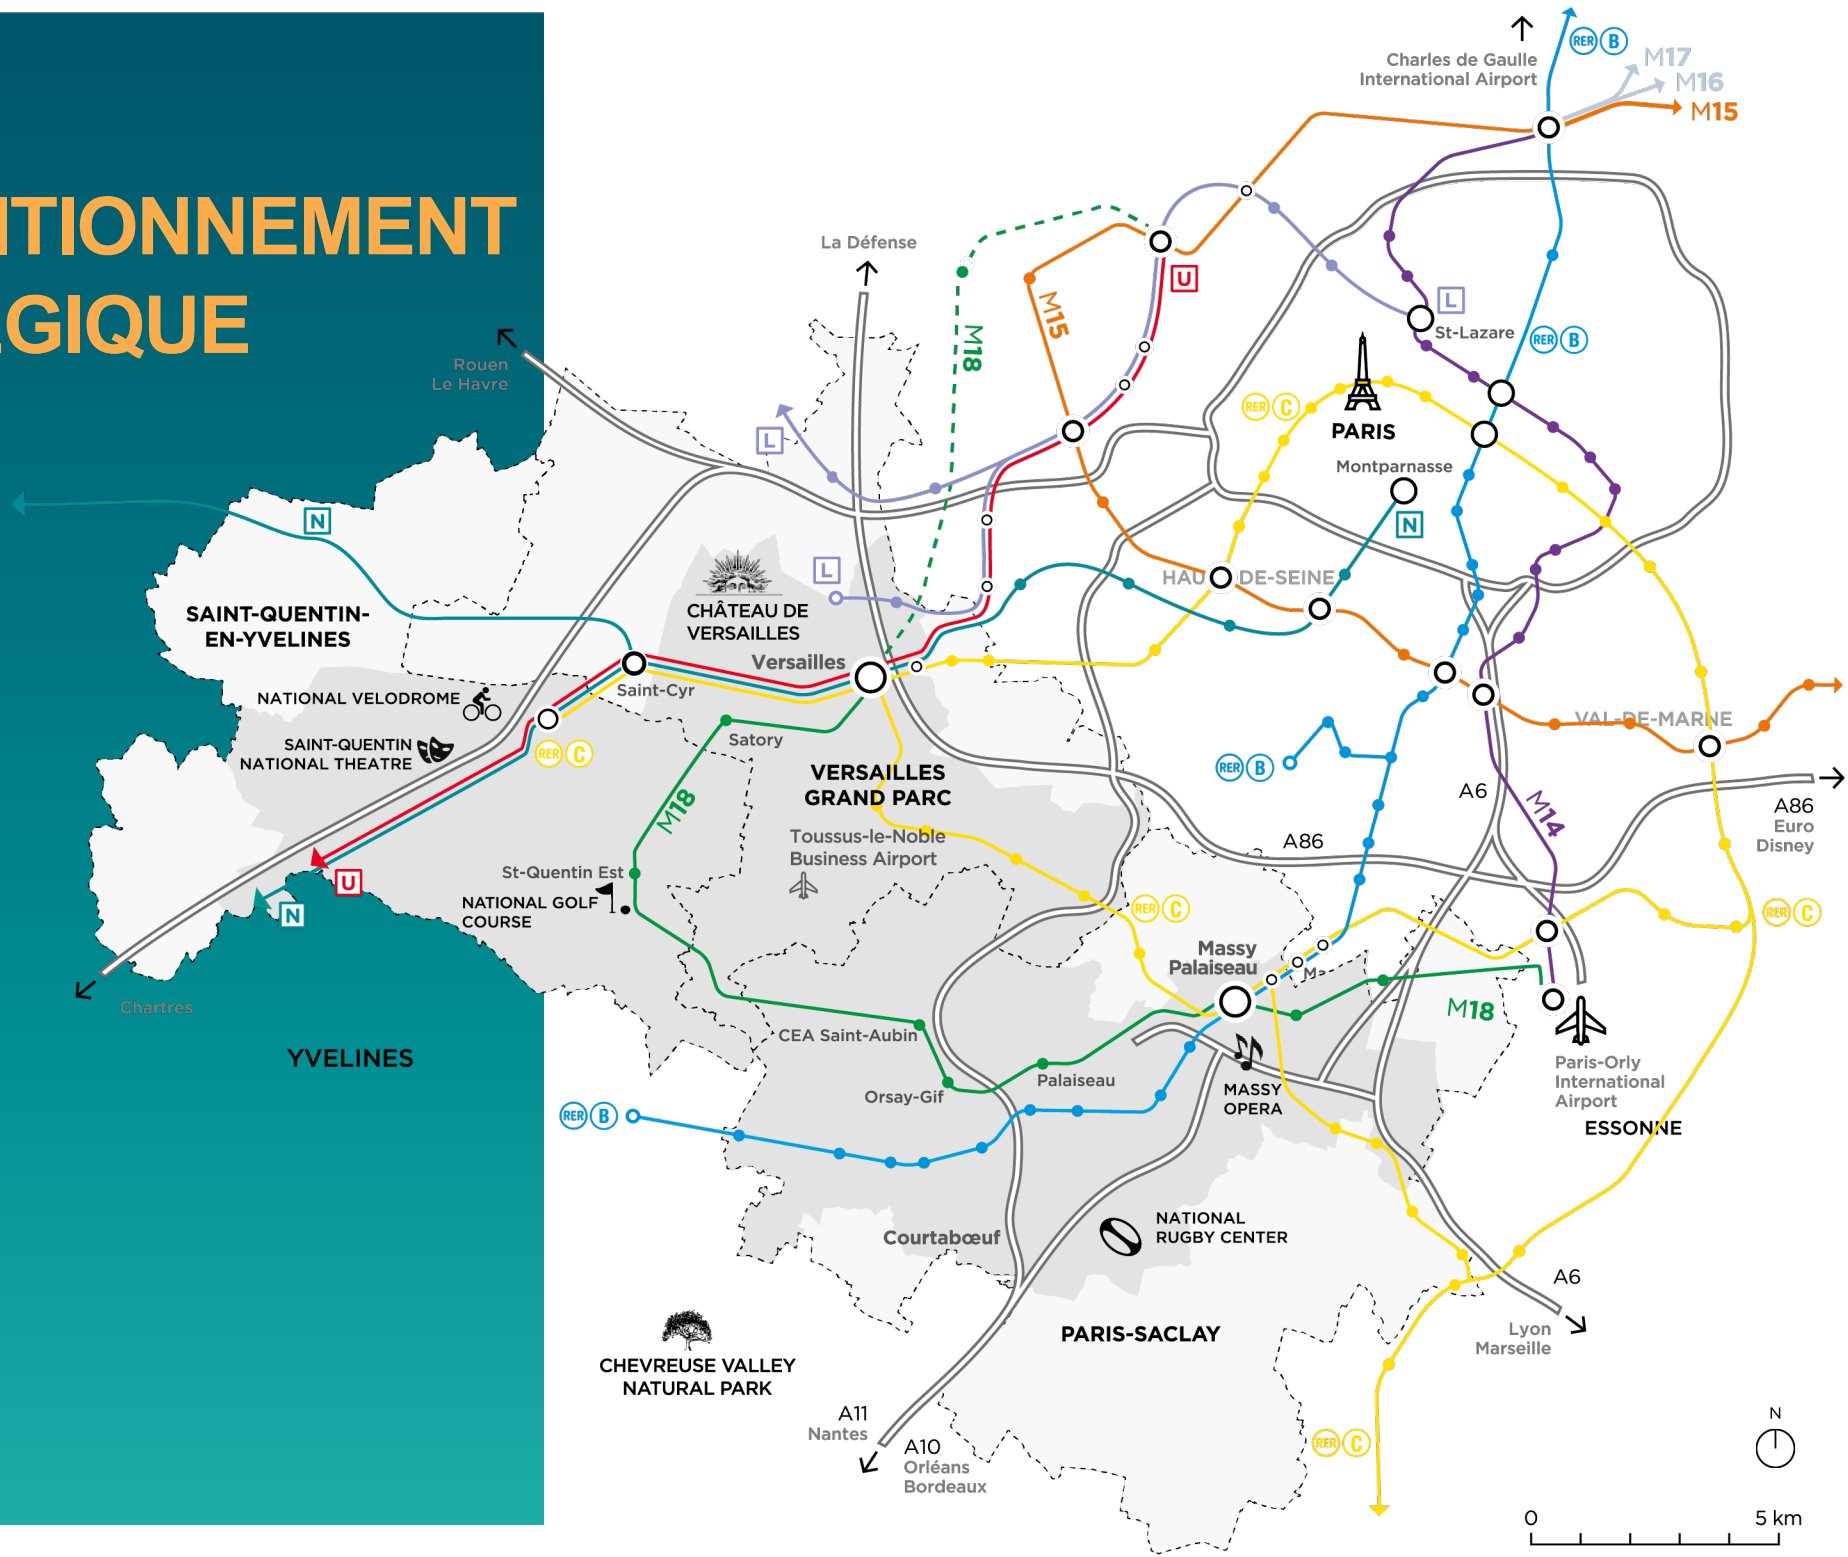 ITIONNEMENT
ÉGIQUE
Charles de Gaulle
International Airport
RER B
M17
M16
M15
La Défense
U
M15
M18
L
St-Lazare
RER B
Rouen
Le Havre
RER C
PARIS
L
Montparnasse
N
N
L
HAU
DE-SEINE
CHÂTEAU DE
VERSAILLES
SAINT-QUENTIN-
EN-YVELINES
Versailles
Saint-Cyr
NATIONAL VELODROME
SAINT-QUENTIN
NATIONAL THEATRE
RER C
Satory
VAL-DE-MARNE
RER B
VERSAILLES
GRAND PARC
M18
A6
M14
A86
Euro
Disney
Toussus-le-Noble
Business Airport
A86
St-Quentin Est
U
NATIONAL GOLF
COURSE
N
RER C
RER C
Massy
Palaiseau
Ma
Chartres
M18
CEA Saint-Aubin
YVELINES
Palaiseau
Orsay-Gif
MASSY
OPERA
Paris-Orly
International
Airport
RER B
ESSONNE
NATIONAL
RUGBY CENTER
Courtabœuf
A6
Lyon
Marseille
PARIS-SACLAY
CHEVREUSE VALLEY
NATURAL PARK
A11
Nantes
A10
Orléans
Bordeaux
RER C
N
0 5 km